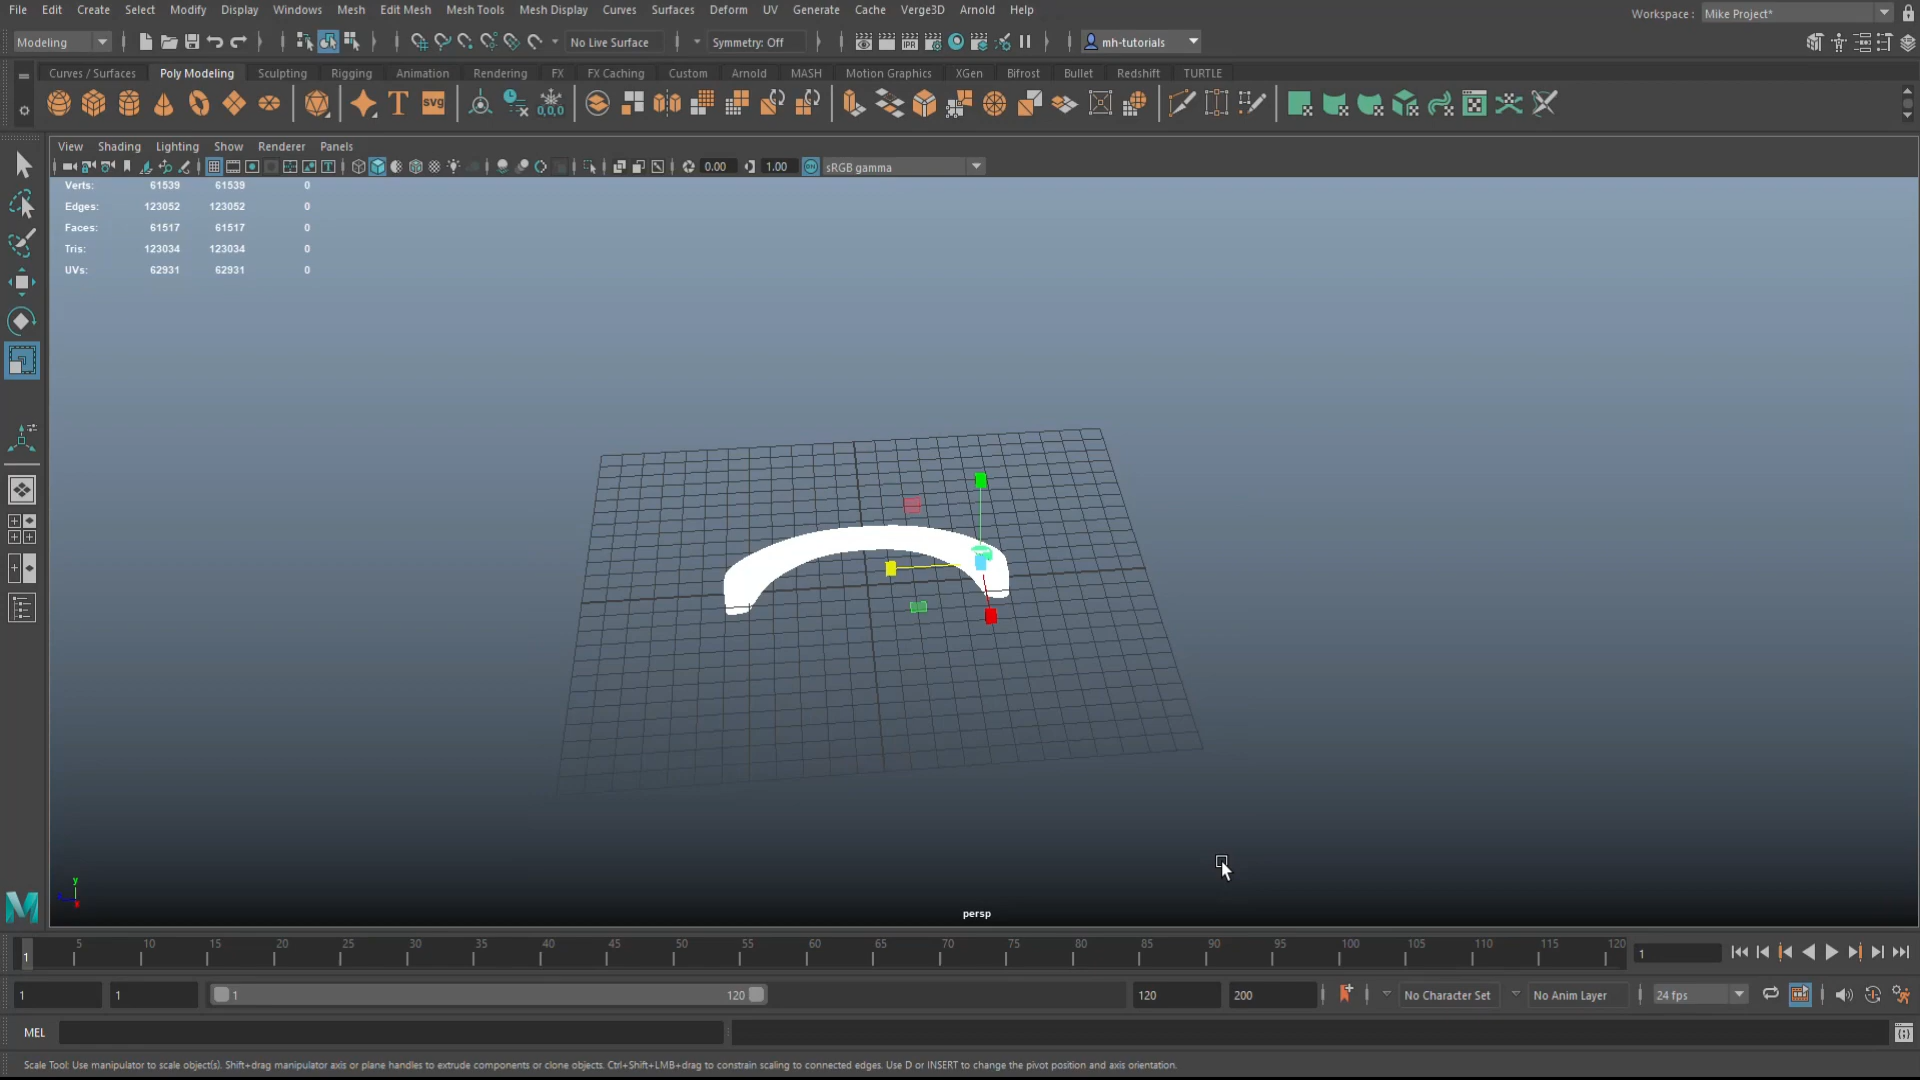 File Edit Create Select Modify Display Windows Mesh Edit Mesh Mesh Tools Mesh Display Curves Surfaces Deform UV Generate Cache Verge3D Arnold Help Workspace : Mike Project*
Modeling No Live Surface Symmetry: Off IPR mh-tutorials
Curves / Surfaces Poly Modeling Sculpting Rigging Animation Rendering FX FX Caching Custom Arnold MASH Motion Graphics XGen Bifrost Bullet Redshift TURTLE
T SVG 0,0,0
View Shading Lighting Show Renderer Panels
0.00 1.00 sRGB gamma
Verts: 61539 61539 0
Edges: 123052 123052 0
Faces: 61517 61517 0
Tris: 123034 123034 0
UVs: 62931 62931 0
y
x
persp
5 10 15 20 25 30 35 40 45 50 55 60 65 70 75 80 85 90 95 100 105 110 115 120
1 1
1 1 1 120 120 200 No Character Set No Anim Layer 24 fps
MEL
Scale Tool: Use manipulator to scale object(s). Shift+drag manipulator axis or plane handles to extrude components or clone objects. Ctrl+Shift+LMB+drag to constrain scaling to connected edges. Use D or INSERT to change the pivot position and axis orientation.